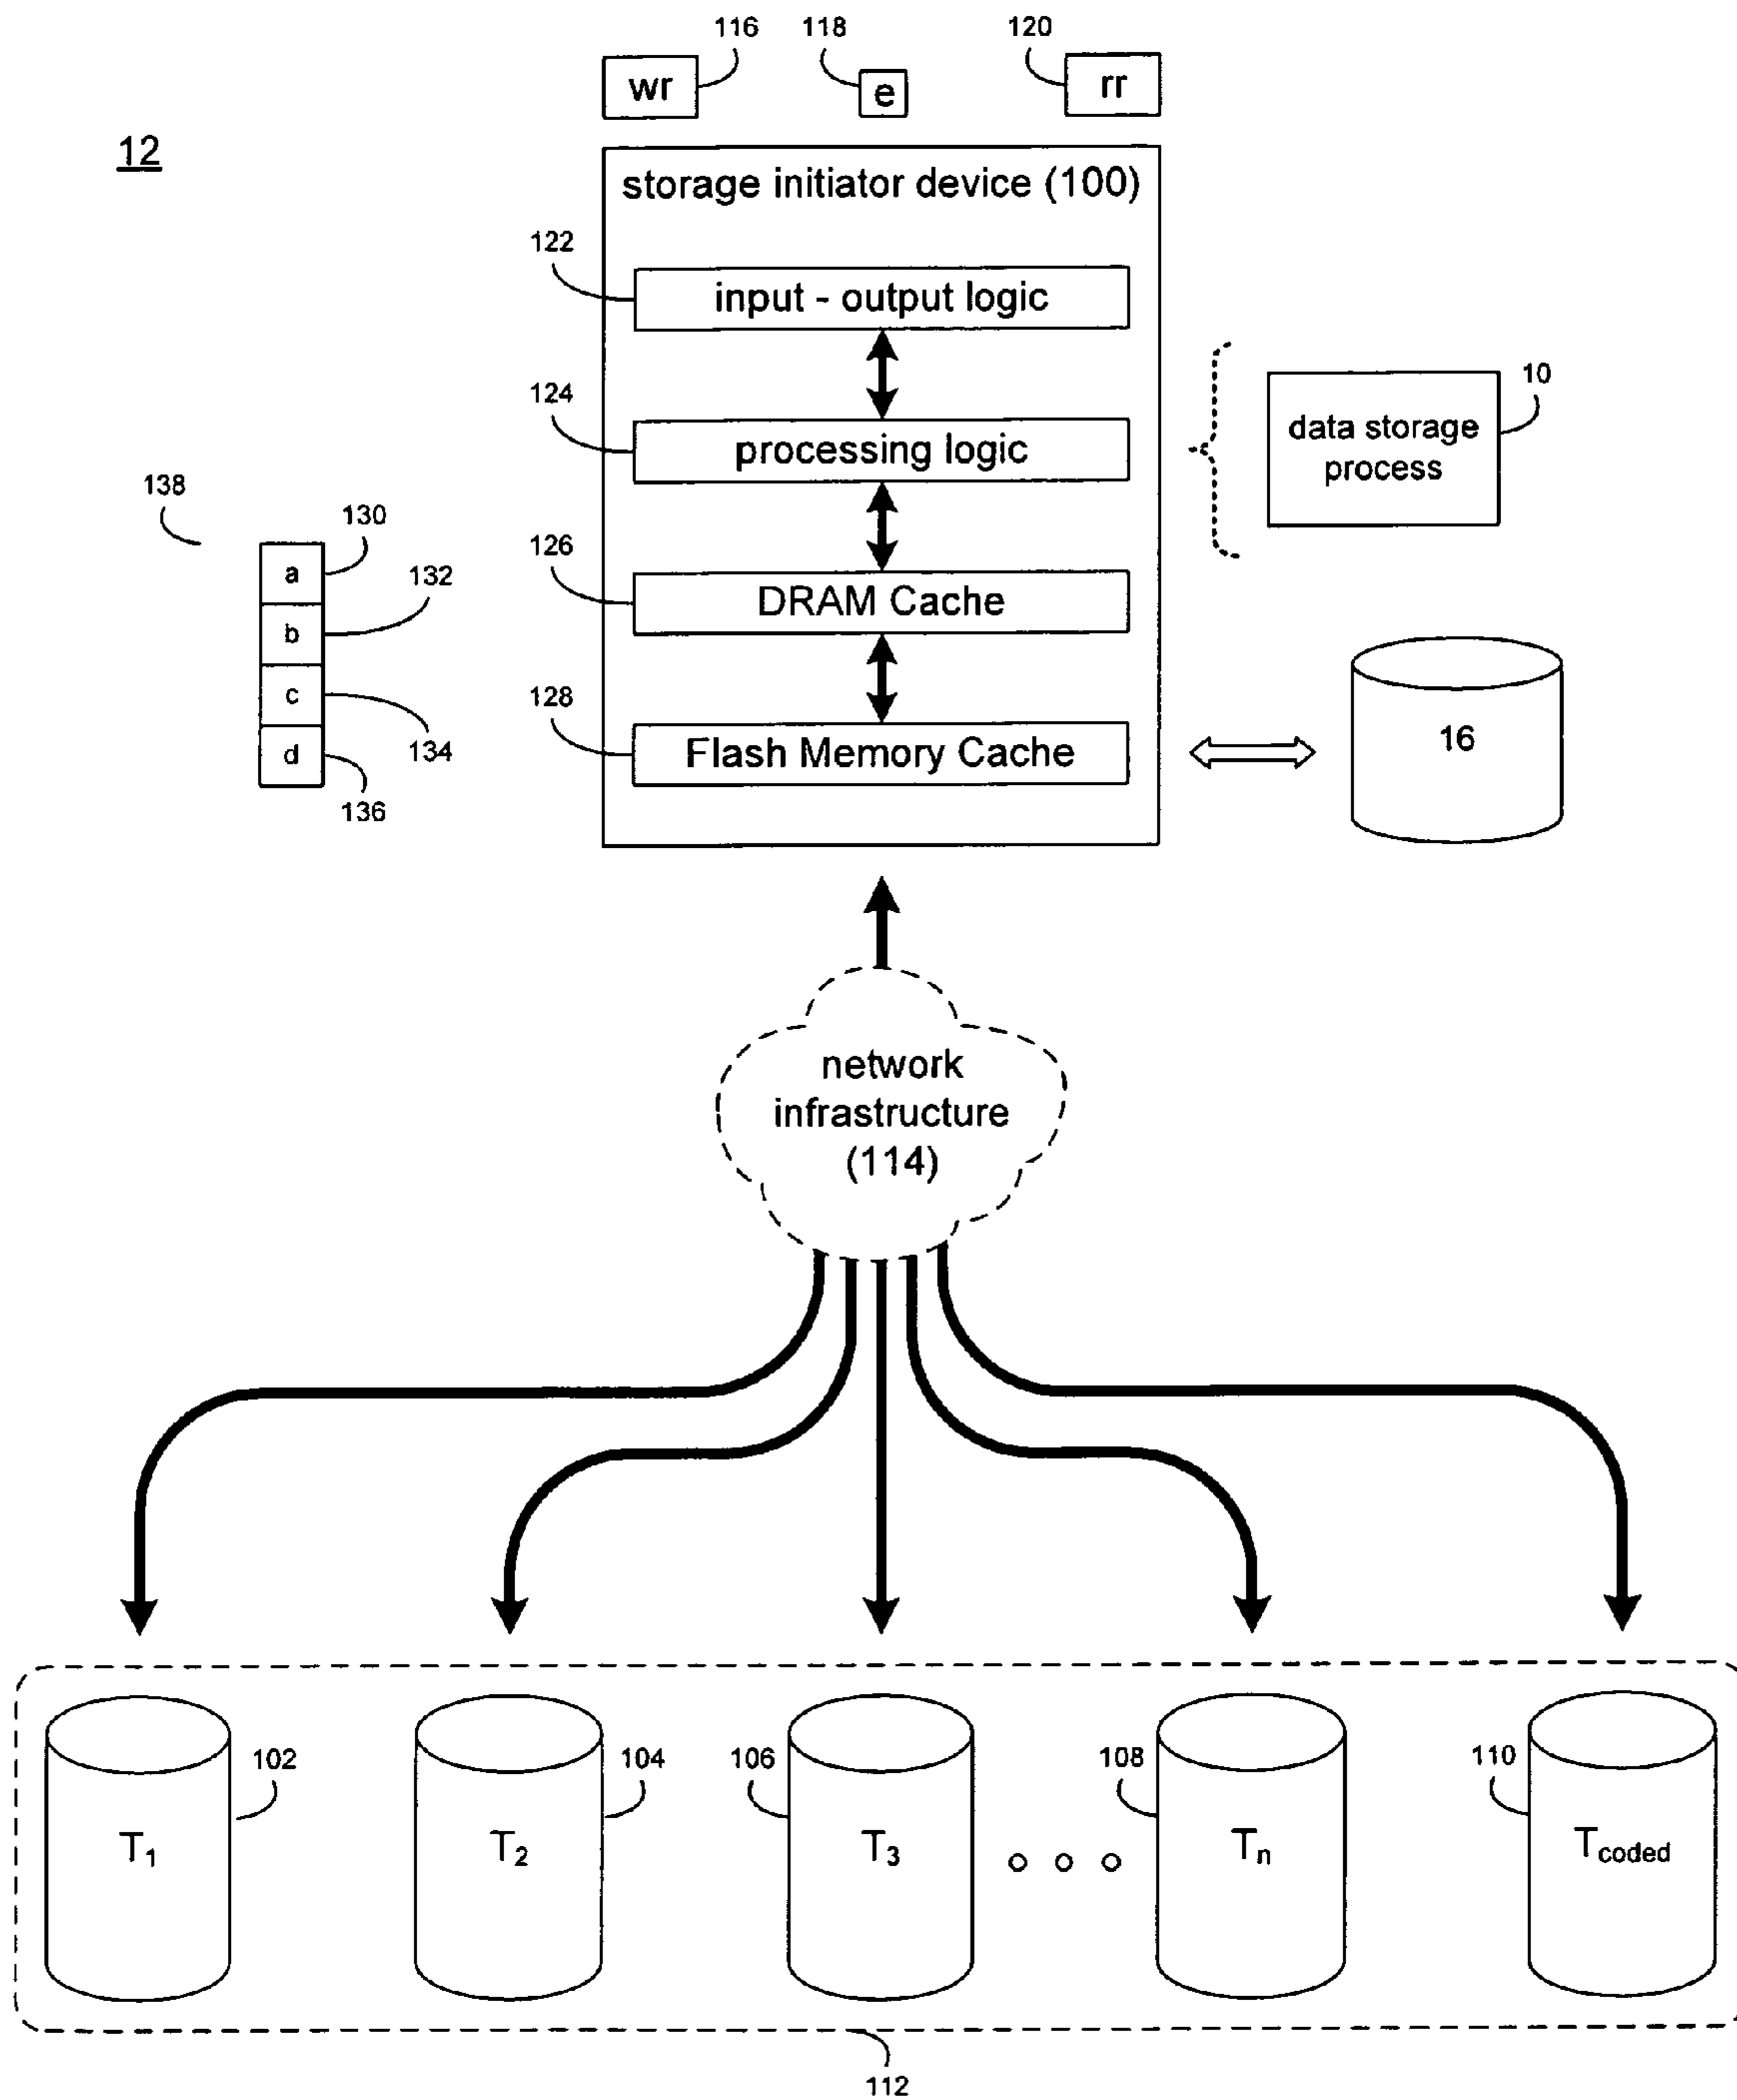 116
118
120
wr
e
rr
12
storage initiator device (100)
122
input - output logic
124
processing logic
10
data storage
process
138
130
a
132
b
126
DRAM Cache
c
134
128
Flash Memory Cache
16
d
136
network
infrastructure
(114)
102
104
106
108
110
T1
T2
T3
Tn
Tcoded
112